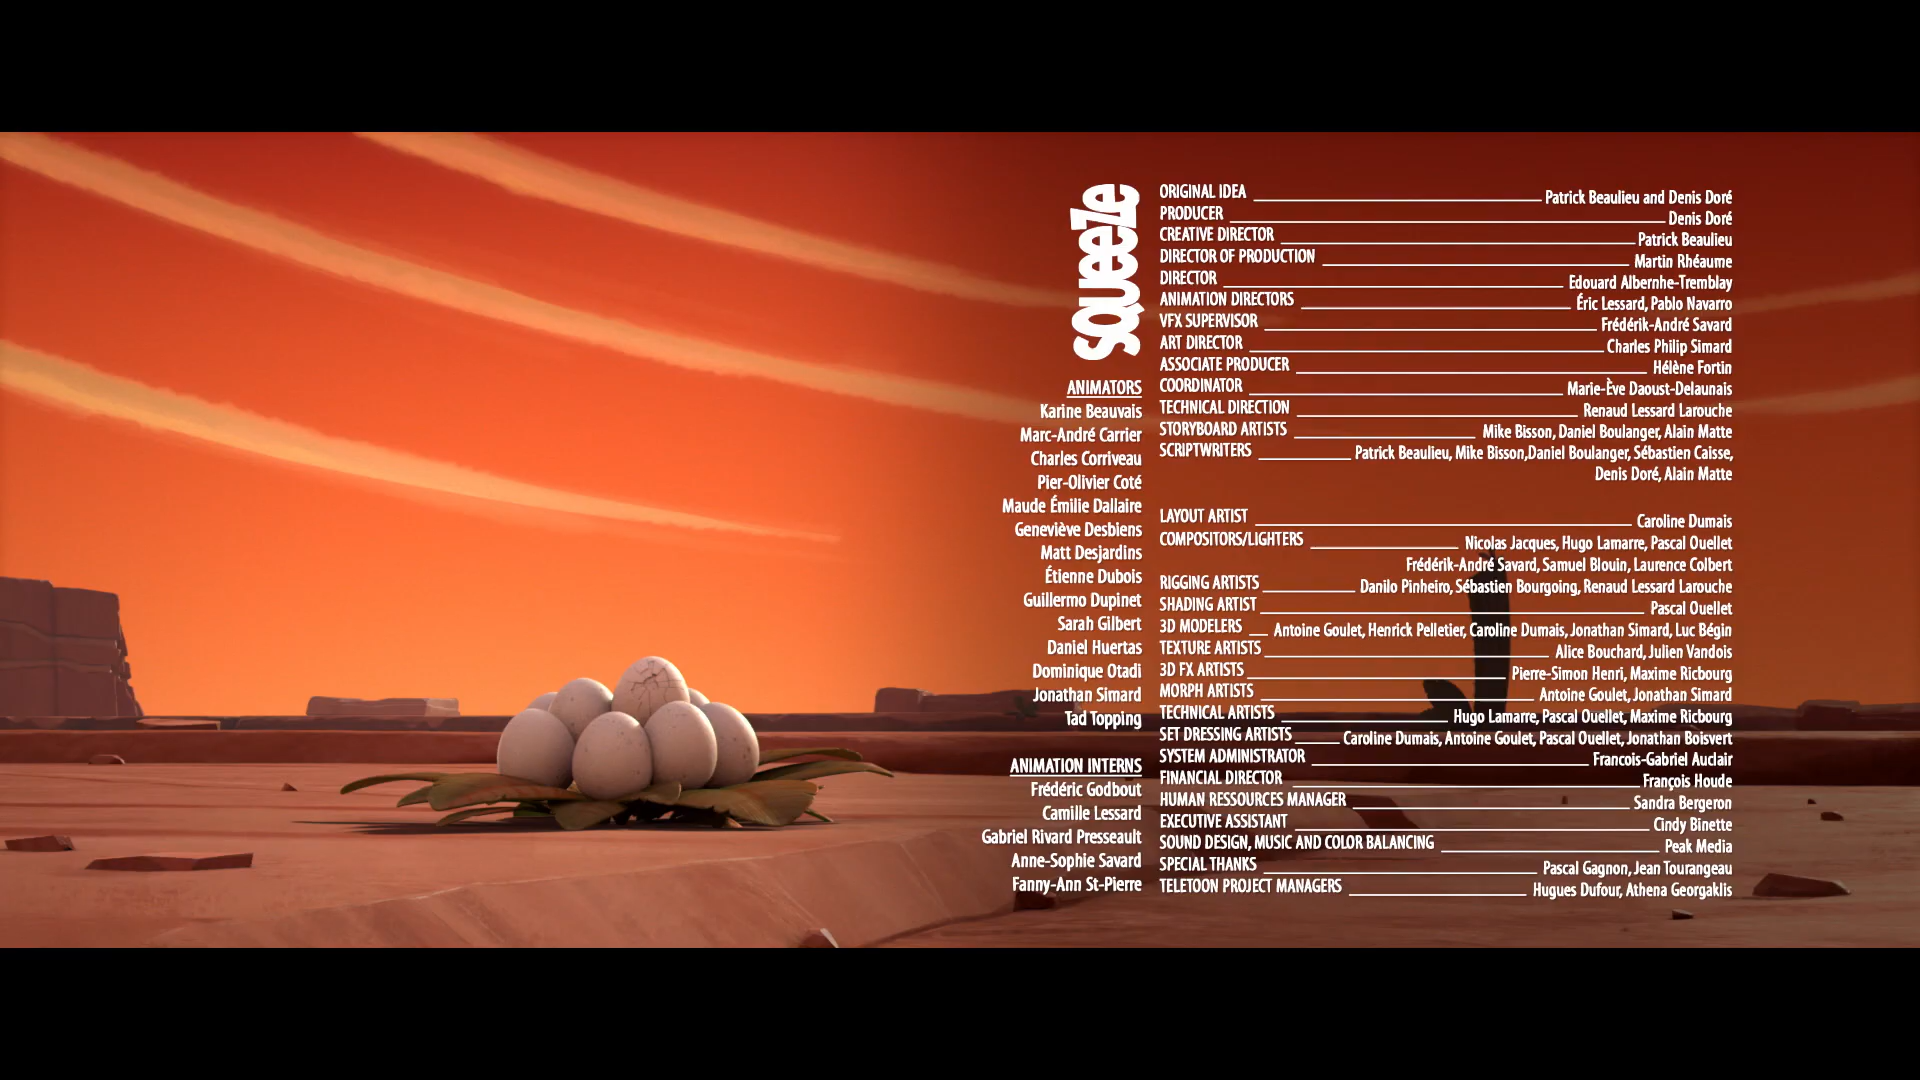 squeeze
ANIMATORS
Karine Beauvais
Marc-André Carrier
Charles Corriveau
Pier-Olivier Coté
Maude Émilie Dallaire
Geneviève Desbiens
Matt Desjardins
Étienne Dubois
Guillermo Dupinet
Sarah Gilbert
Daniel Huertas
Dominique Otadi
Jonathan Simard
Tad Topping
ANIMATION INTERNS
Frédéric Godbout
Camille Lessard
Gabriel Rivard Presseault
Anne-Sophie Savard
Fanny-Ann St-Pierre
ORIGINAL IDEA Patrick Beaulieu and Denis Doré
PRODUCER Denis Doré
CREATIVE DIRECTOR Patrick Beaulieu
DIRECTOR OF PRODUCTION Martin Rhéaume
DIRECTOR Edouard Albernhe-Tremblay
ANIMATION DIRECTORS Éric Lessard, Pablo Navarro
VFX SUPERVISOR Frédérik-André Savard
ART DIRECTOR Charles Philip Simard
ASSOCIATE PRODUCER Hélène Fortin
COORDINATOR Marie-Ève Daoust-Delaunais
TECHNICAL DIRECTION Renaud Lessard Larouche
STORYBOARD ARTISTS Mike Bisson, Daniel Boulanger, Alain Matte
SCRIPTWRITERS Patrick Beaulieu, Mike Bisson,Daniel Boulanger, Sébastien Caisse,
Denis Doré, Alain Matte
LAYOUT ARTIST Caroline Dumais
COMPOSITORS/LIGHTERS Nicolas Jacques, Hugo Lamarre, Pascal Ouellet
Frédérik-André Savard, Samuel Blouin, Laurence Colbert
RIGGING ARTISTS Danilo Pinheiro, Sébastien Bourgoing, Renaud Lessard Larouche
SHADING ARTIST Pascal Ouellet
3D MODELERS Antoine Goulet, Henrick Pelletier, Caroline Dumais, Jonathan Simard, Luc Bégin
TEXTURE ARTISTS Alice Bouchard, Julien Vandois
3D FX ARTISTS Pierre-Simon Henri, Maxime Ricbourg
MORPH ARTISTS Antoine Goulet, Jonathan Simard
TECHNICAL ARTISTS Hugo Lamarre, Pascal Ouellet, Maxime Ricbourg
SET DRESSING ARTISTS Caroline Dumais, Antoine Goulet, Pascal Ouellet, Jonathan Boisvert
SYSTEM ADMINISTRATOR Francois-Gabriel Auclair
FINANCIAL DIRECTOR François Houde
HUMAN RESSOURCES MANAGER Sandra Bergeron
EXECUTIVE ASSISTANT Cindy Binette
SOUND DESIGN, MUSIC AND COLOR BALANCING Peak Media
SPECIAL THANKS Pascal Gagnon, Jean Tourangeau
TELETOON PROJECT MANAGERS Hugues Dufour, Athena Georgaklis